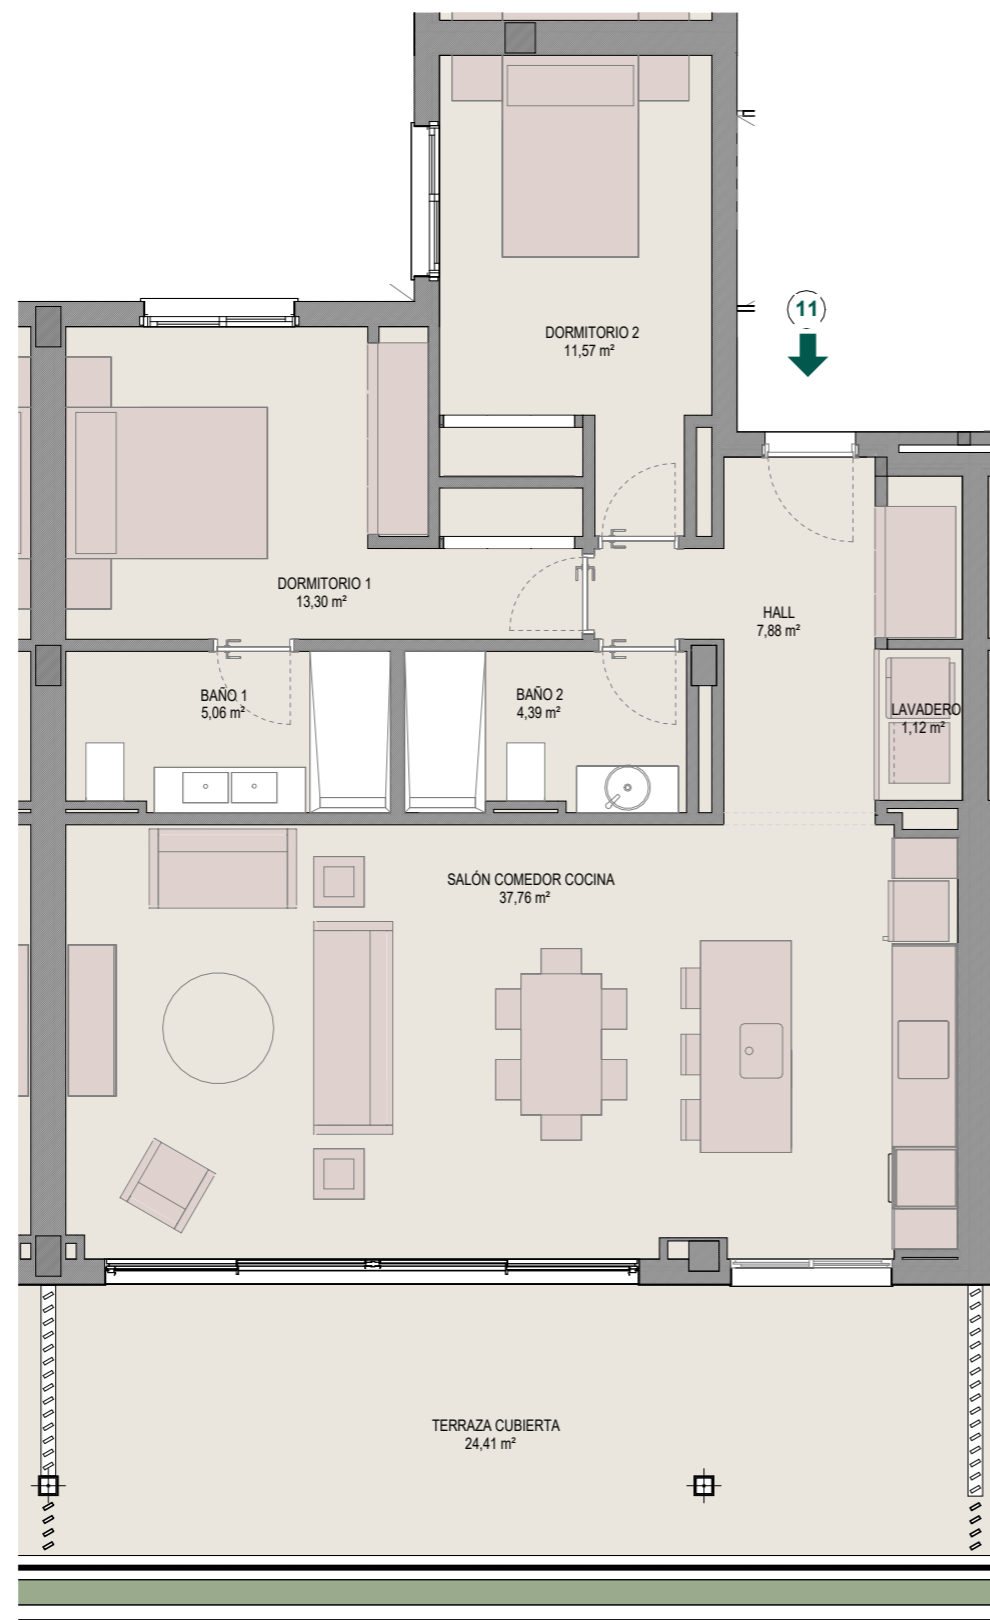 11
DORMITORIO 2
11,57 m²
DORMITORIO 1
13,30 m²
HALL
7,88 m²
BAÑO 1
5,06 m²
BAÑO 2
4,39 m²
LAVADERO
1,12 m²
SALÓN COMEDOR COCINA
37,76 m²
TERRAZA CUBIERTA
24,41 m²